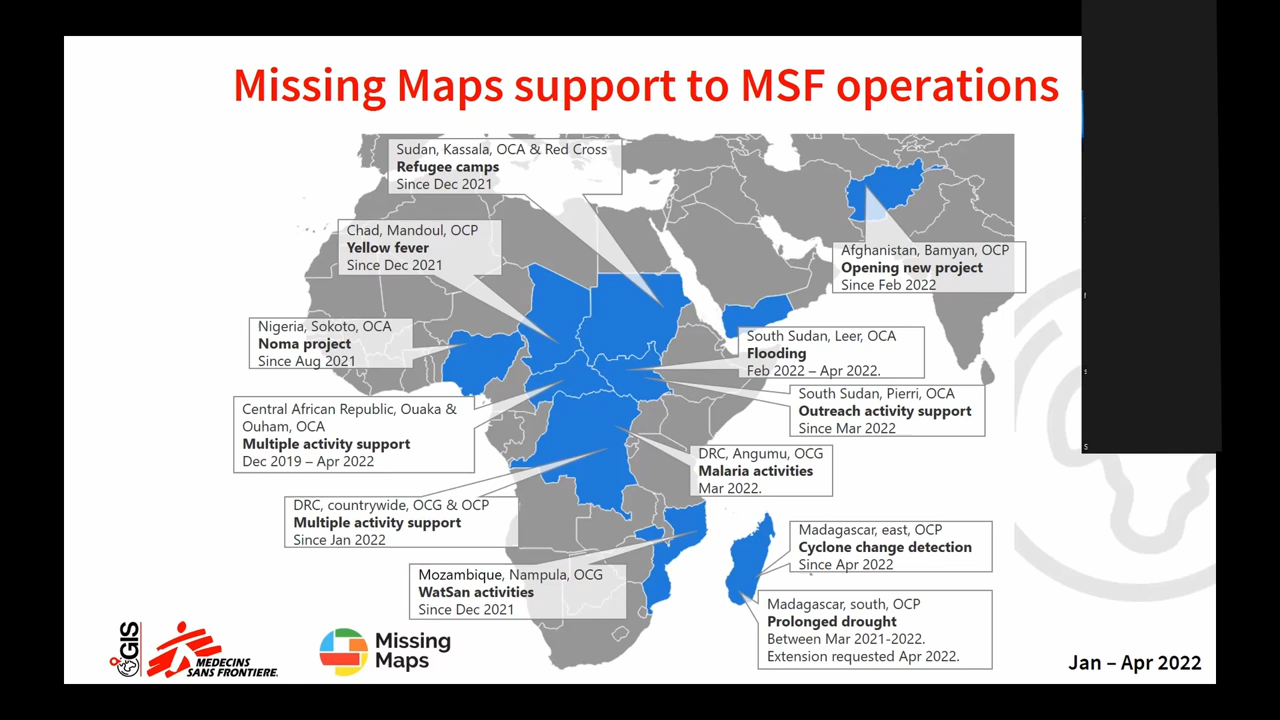 Missing Maps support to MSF operations
Sudan, Kassala, OCA & Red Cross
Refugee camps
Since Dec 2021
Chad, Mandoul, OCP
Yellow fever
Since Dec 2021
Afghanistan, Bamyan, OCP
Opening new project
Since Feb 2022
Nigeria, Sokoto, OCA
Noma project
Since Aug 2021
South Sudan, Leer, OCA
Flooding
Feb 2022 – Apr 2022.
South Sudan, Pierri, OCA
Outreach activity support
Since Mar 2022
Central African Republic, Ouaka &
Ouham, OCA
Multiple activity support
Dec 2019 – Apr 2022
DRC, Angumu, OCG
Malaria activities
Mar 2022.
DRC, countrywide, OCG & OCP
Multiple activity support
Since Jan 2022
Madagascar, east, OCP
Cyclone change detection
Since Apr 2022
Mozambique, Nampula, OCG
WatSan activities
Since Dec 2021
Madagascar, south, OCP
Prolonged drought
Between Mar 2021-2022.
Extension requested Apr 2022.
GIS
MEDECINS
SANS FRONTIERE.
Missing
Maps
Jan – Apr 2022